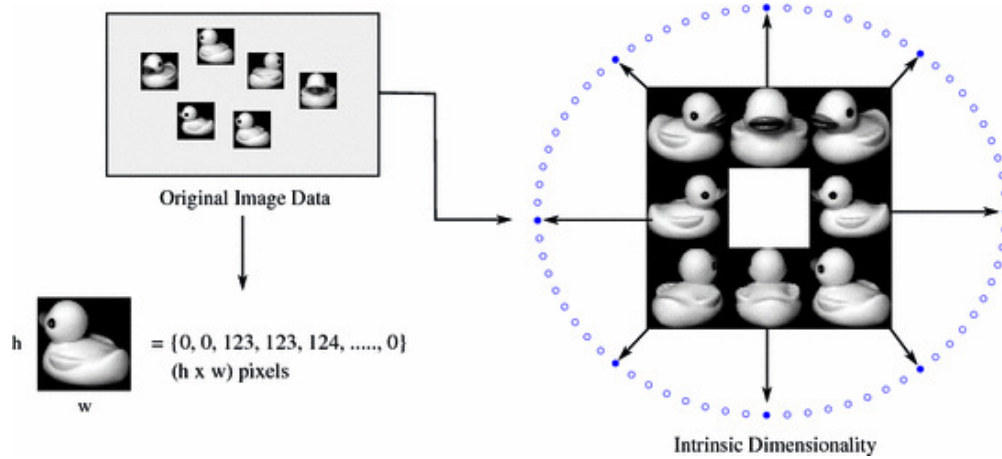 Original Image Data
h
= {0, 0, 123, 123, 124, ....., 0}
(h x w) pixels
w
Intrinsic Dimensionality